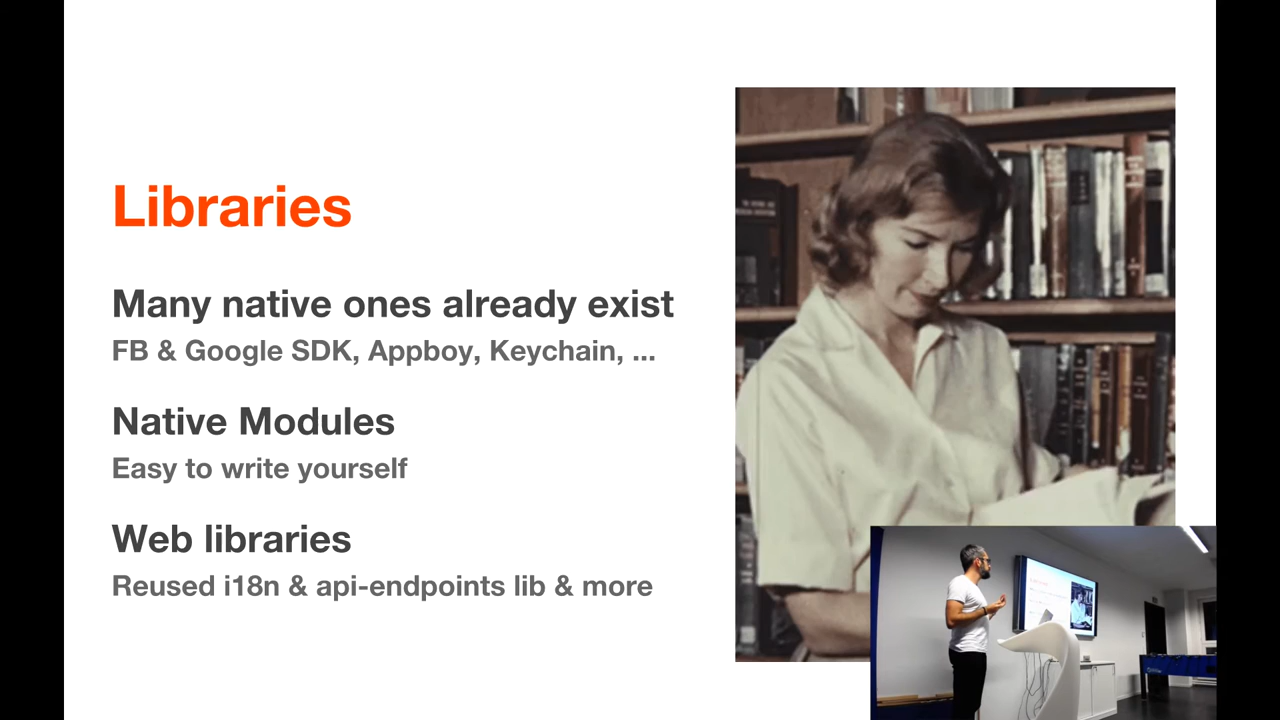 Libraries
Many native ones already exist
FB & Google SDK, Appboy, Keychain, ...
Native Modules
Easy to write yourself
Web libraries
Reused i18n & api-endpoints lib & more